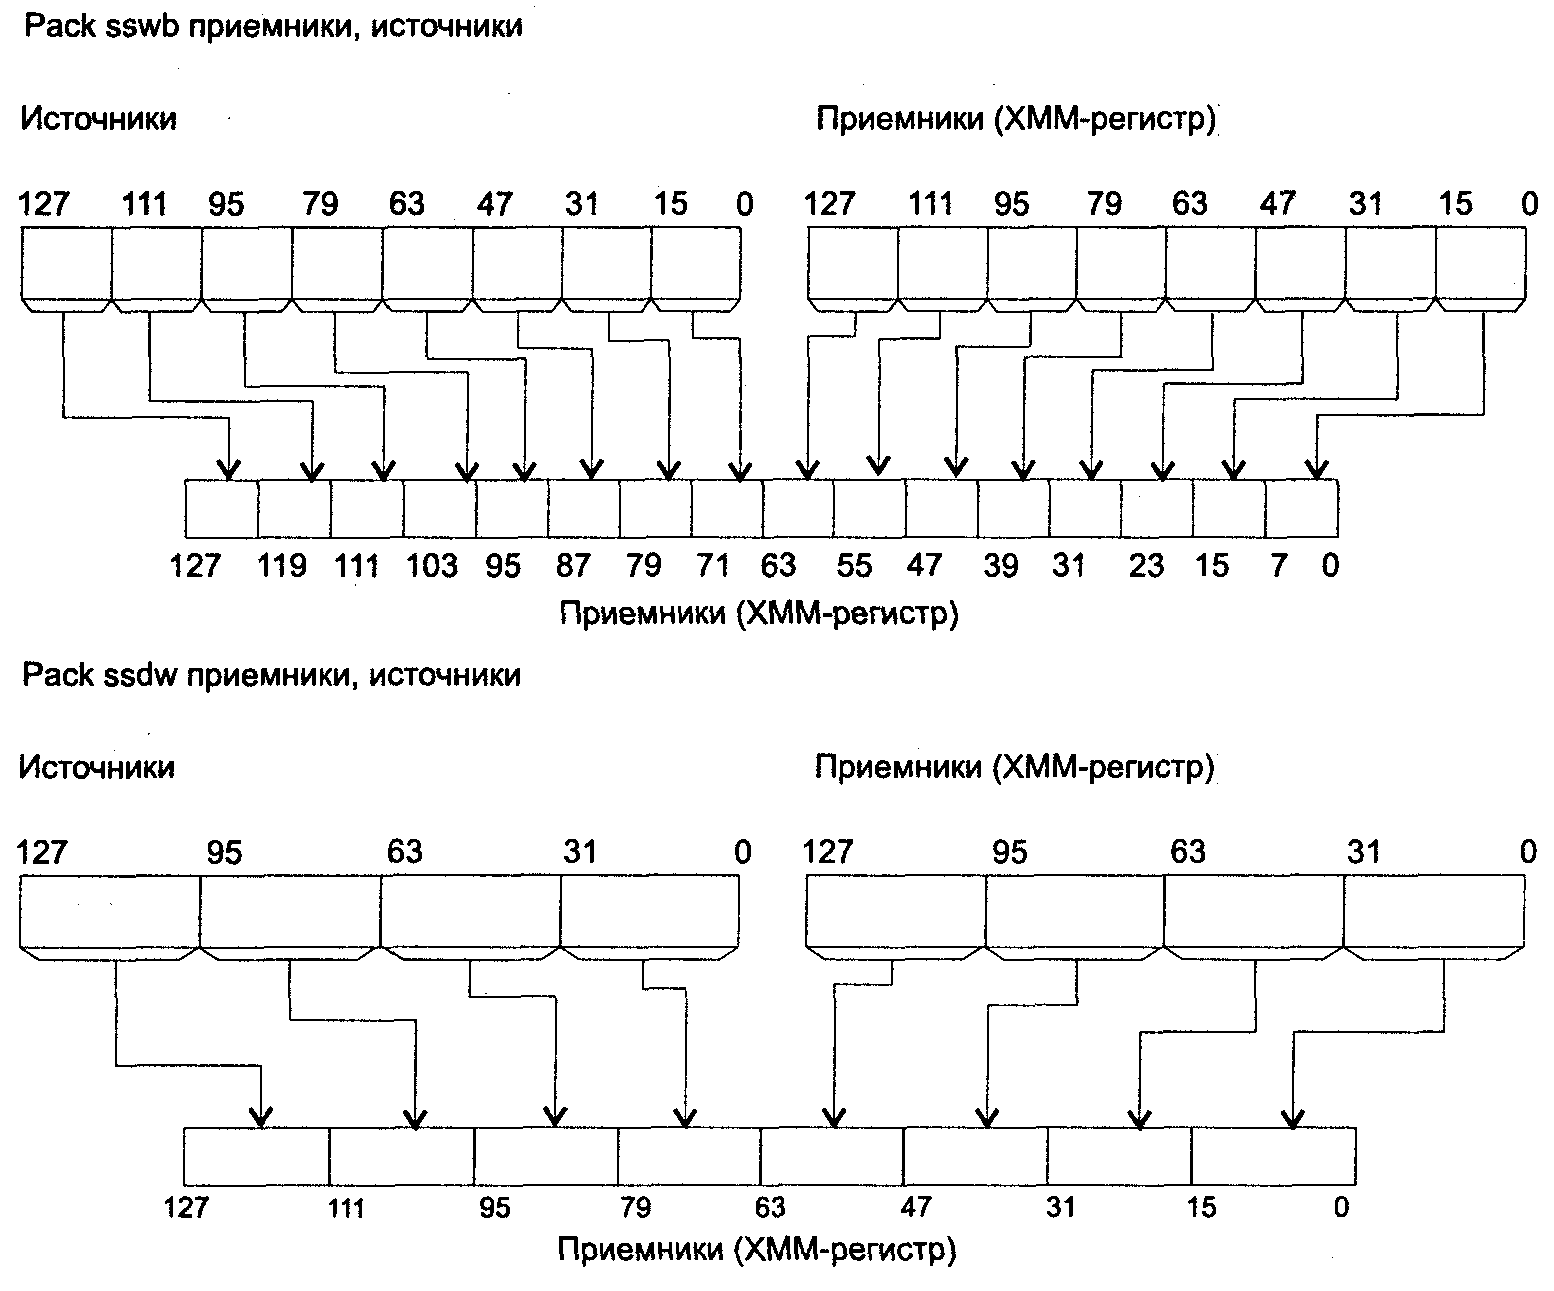 Pack sswb приемники, источники
Источники Приемники (XMM-регистр)
127 111 95 79 63 47 31 15 0 127 111 95 79 63 47 31 15 0
127 119 111 103 95 87 79 71 63 55 47 39 31 23 15 7 0
Приемники (XMM-регистр)
Pack ssdw приемники, источники
Источники Приемники (XMM-регистр)
127 95 63 31 0 127 95 63 31 0
127 111 95 79 63 47 31 15 0
Приемники (XMM-регистр)